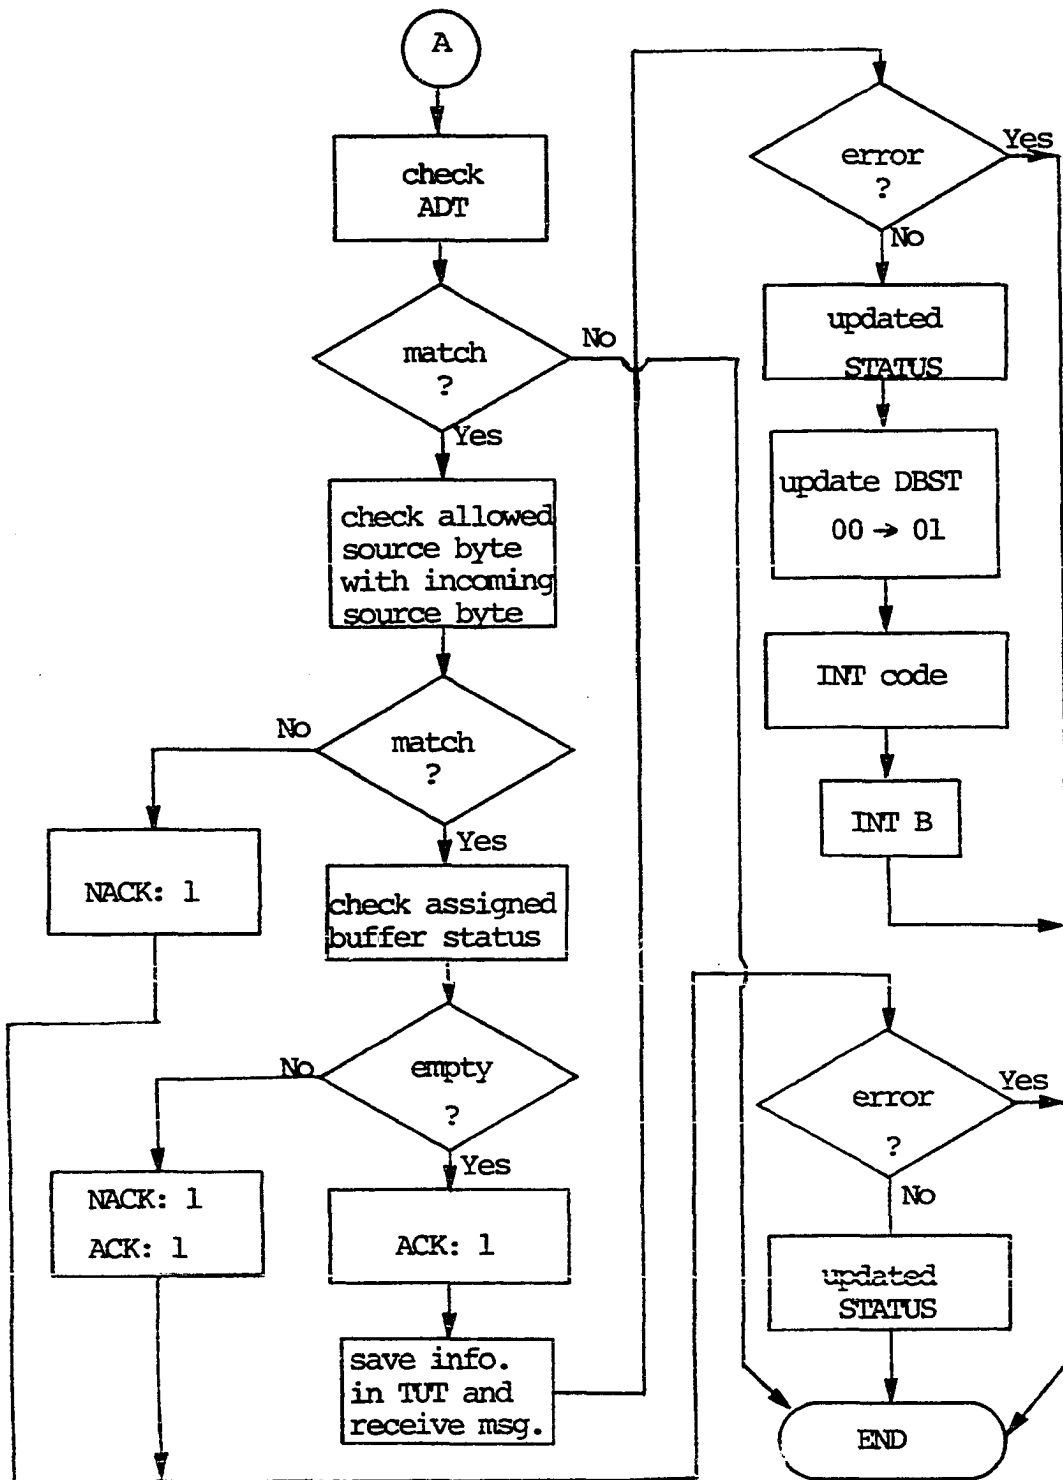 A
check
ADT
match
?
No
Yes
check allowed
source byte
with incoming
source byte
match
?
No
Yes
NACK: 1
check assigned
buffer status
empty
?
No
Yes
NACK: 1
ACK: 1
ACK: 1
save info.
in TUT and
receive msg.
error
?
Yes
No
updated
STATUS
update DBST
00 → 01
INT code
INT B
error
?
Yes
No
updated
STATUS
END